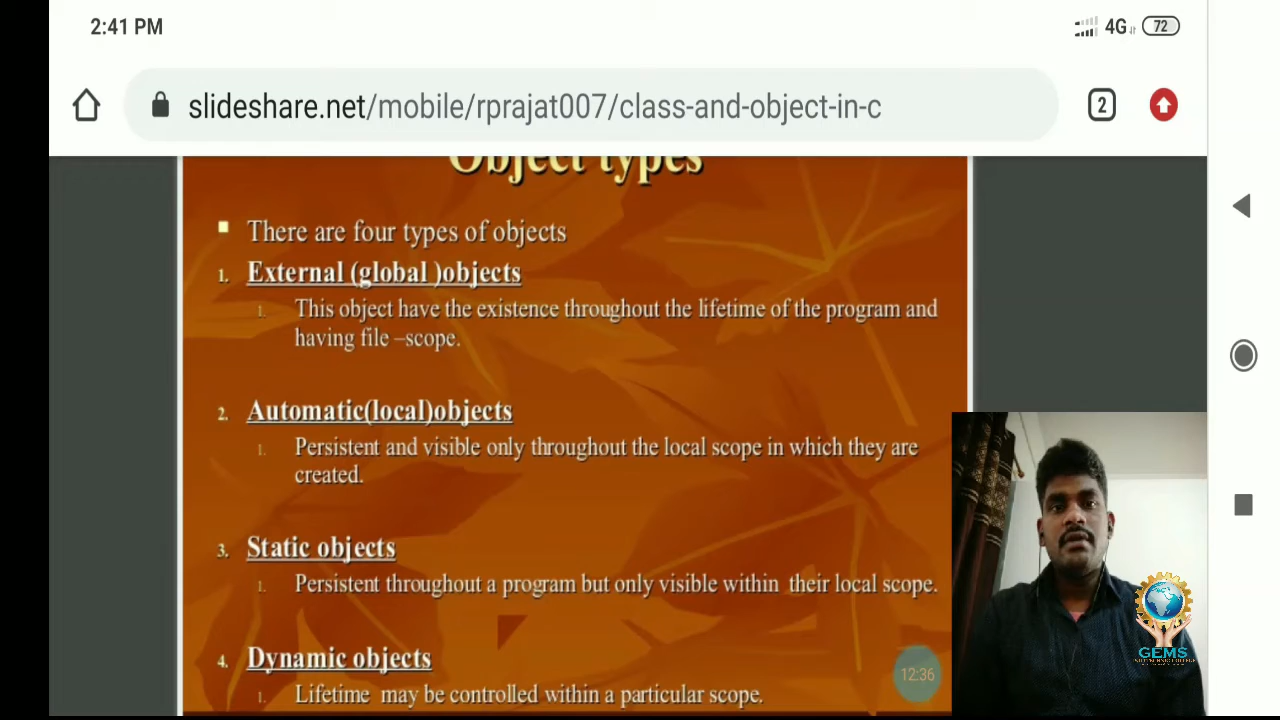 2:41 PM
4G
72
slideshare.net/mobile/rprajat007/class-and-object-in-c
2
Object types
There are four types of objects
1. External (global )objects
1. This object have the existence throughout the lifetime of the program and
having file –scope.
2. Automatic(local)objects
1. Persistent and visible only throughout the local scope in which they are
created.
3. Static objects
1. Persistent throughout a program but only visible within their local scope.
4. Dynamic objects
1. Lifetime may be controlled within a particular scope.
12:36
GEMS